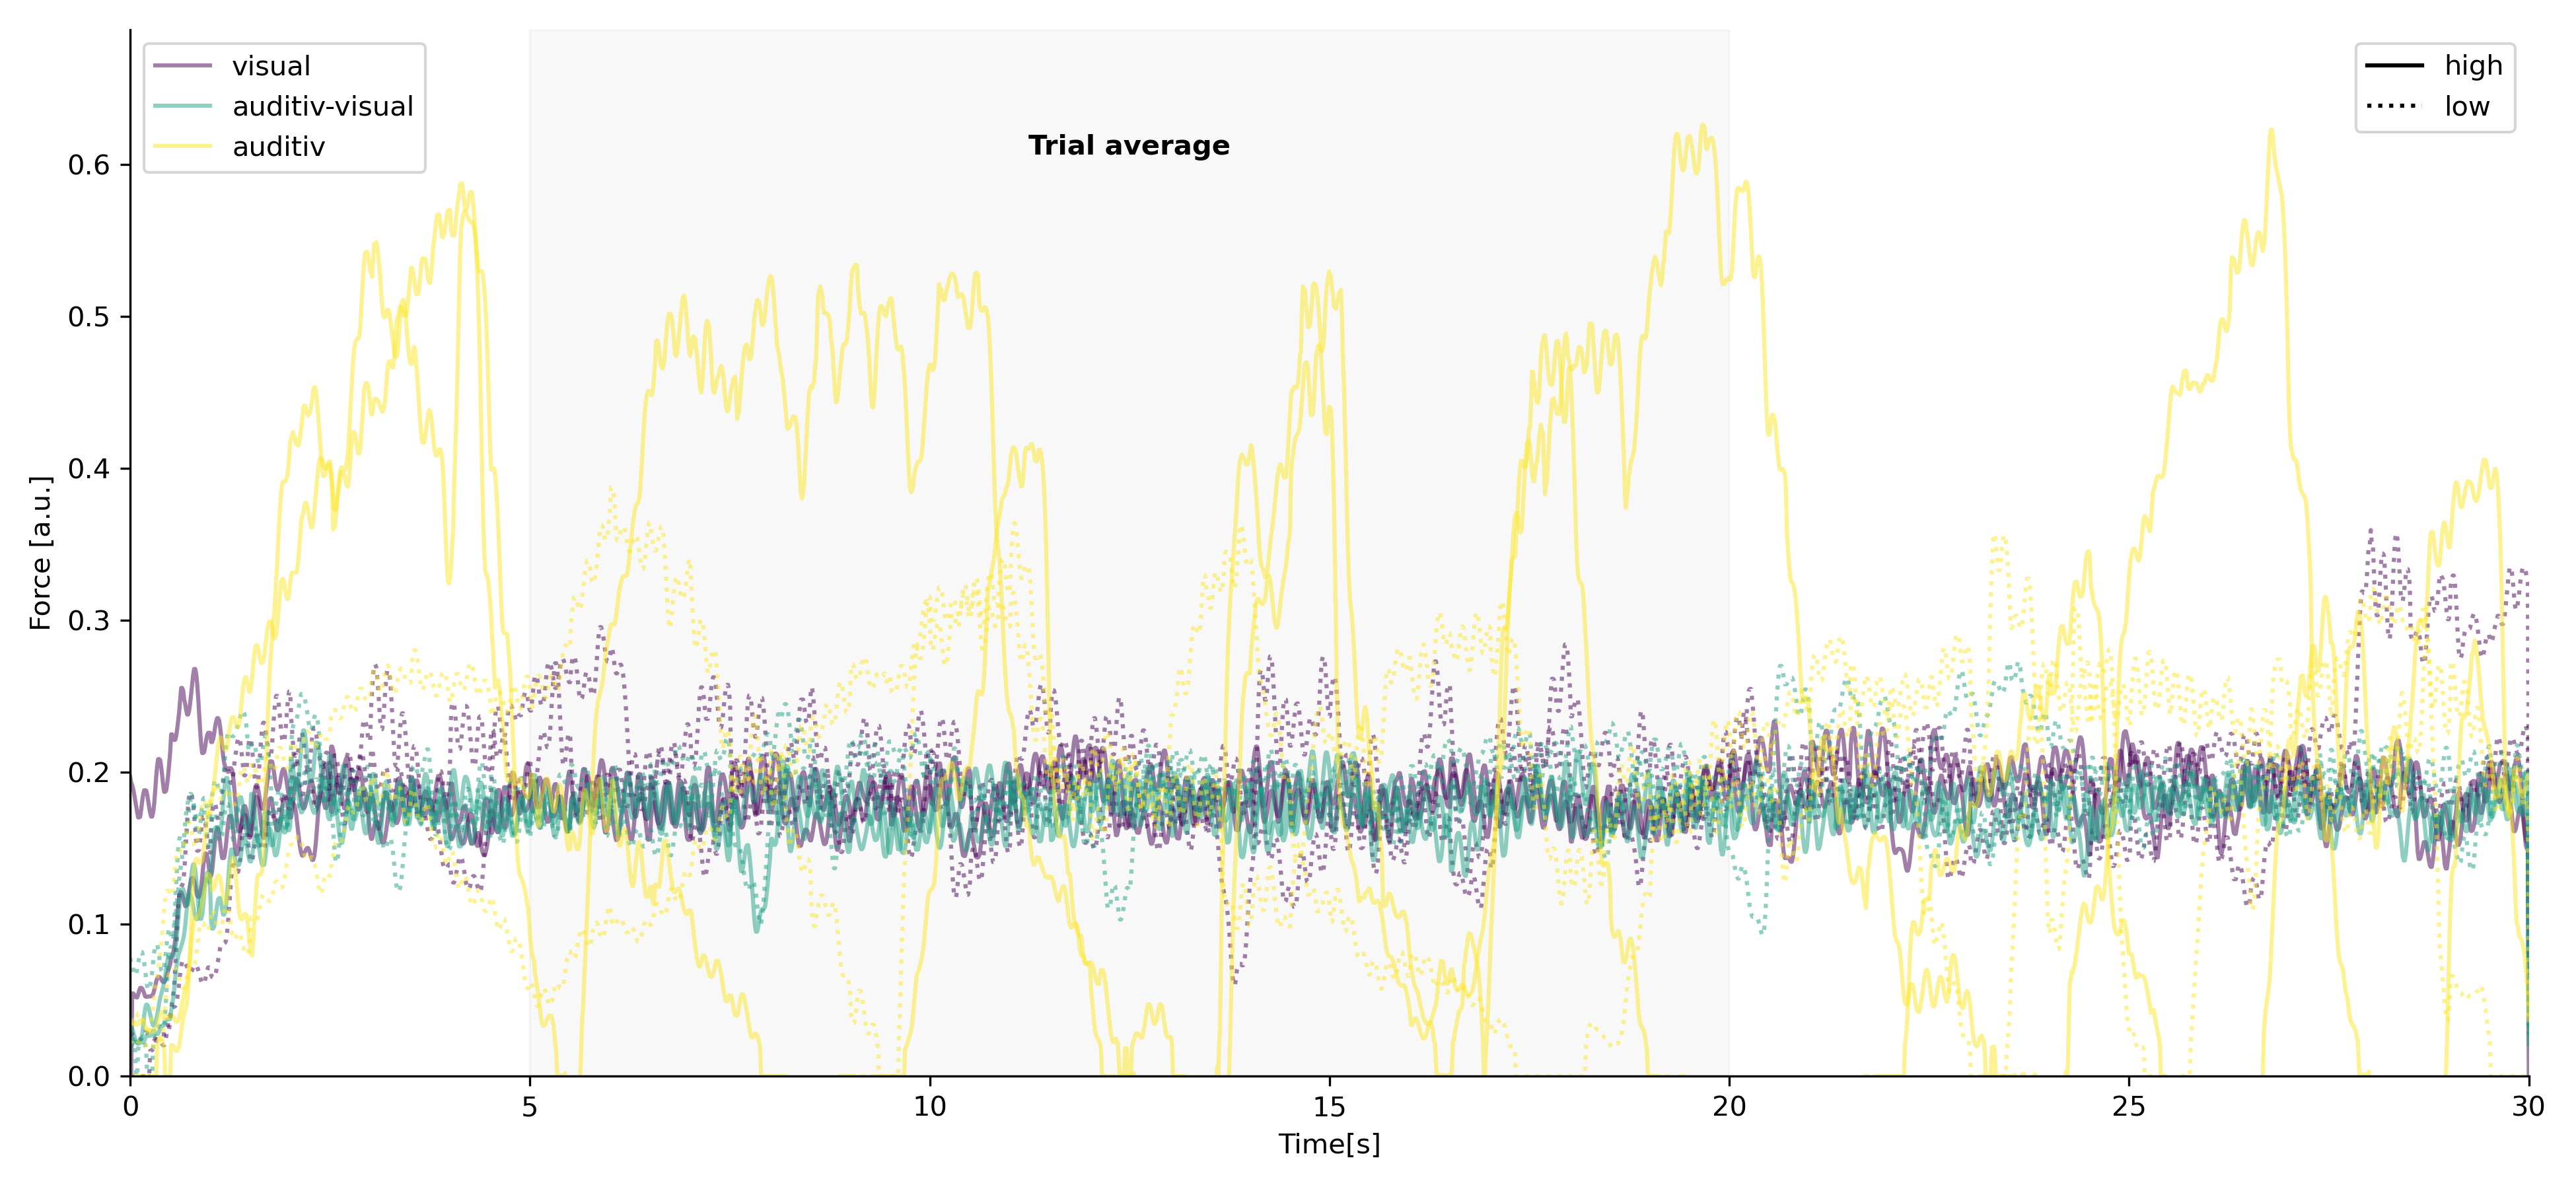 visual
auditiv-visual
auditiv
high
low
Trial average
Force [a.u.]
0.6
0.5
0.4
0.3
0.2
0.1
0.0
0 5 10 15 20 25 30
Time[s]